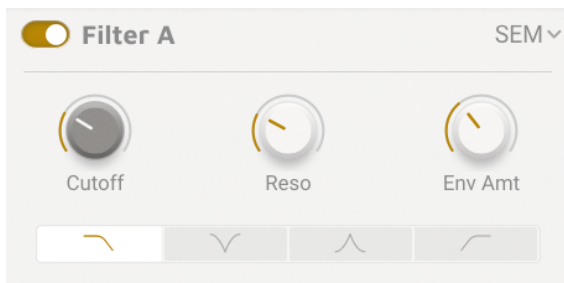 Filter A
SEM
Cutoff
Reso
Env Amt